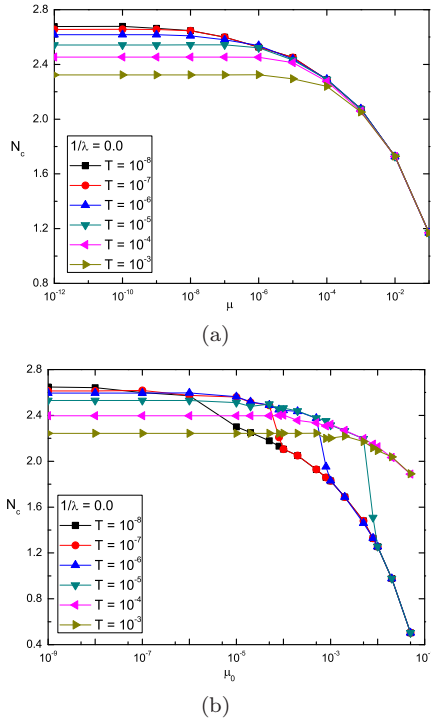 2.8
2.4
2.0
1.6
1.2
0.8
N_c
1/λ = 0.0
T = 10^-8
T = 10^-7
T = 10^-6
T = 10^-5
T = 10^-4
T = 10^-3
10^-12 10^-10 10^-8 10^-6 10^-4 10^-2
μ
(a)
2.8
2.4
2.0
1.6
1.2
0.8
0.4
N_c
1/λ = 0.0
T = 10^-8
T = 10^-7
T = 10^-6
T = 10^-5
T = 10^-4
T = 10^-3
10^-9 10^-7 10^-5 10^-3 10^-1
μ_0
(b)